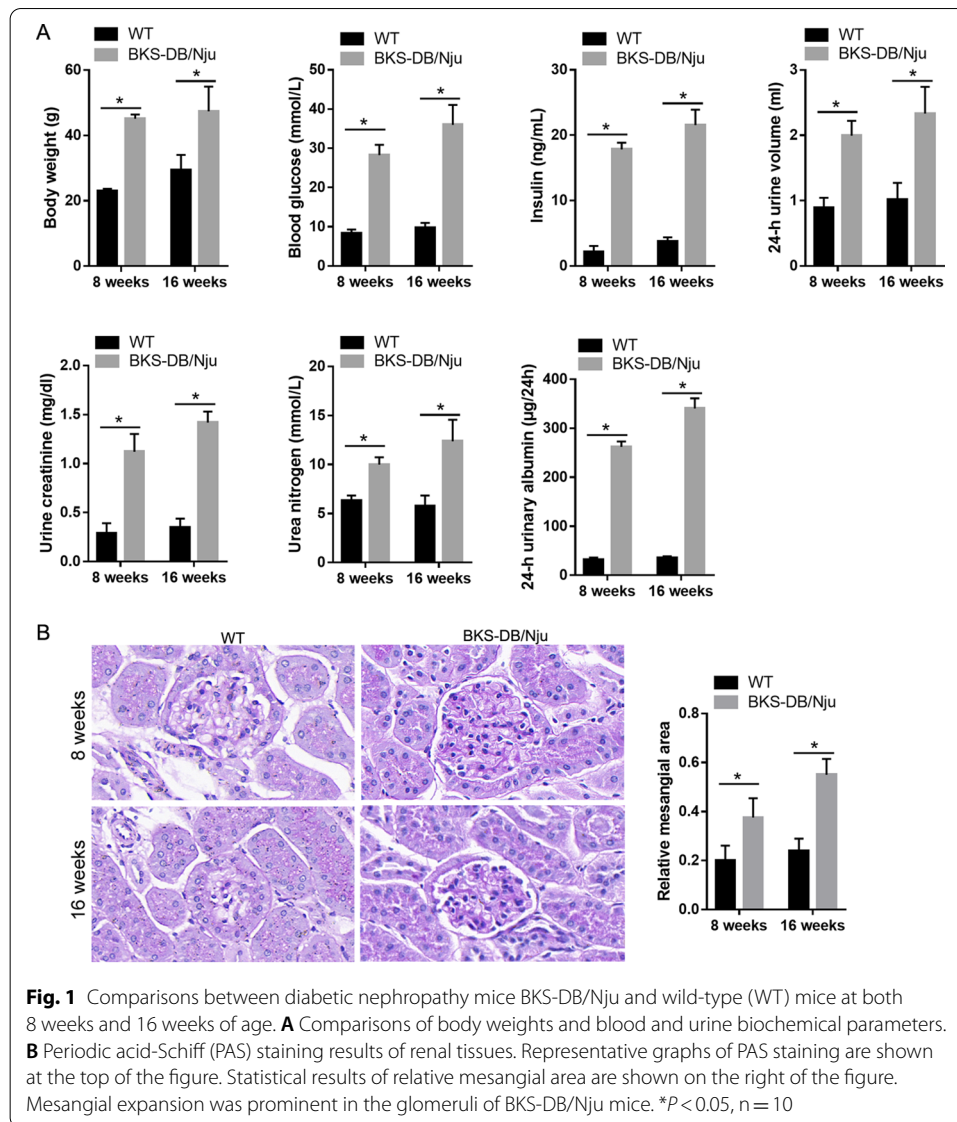 A
WT
BKS-DB/Nju
Body weight (g)
60
40
20
0
*
*
8 weeks 16 weeks
WT
BKS-DB/Nju
Blood glucose (mmol/L)
50
40
30
20
10
0
*
*
8 weeks 16 weeks
WT
BKS-DB/Nju
Insulin (ng/mL)
30
20
10
0
*
*
8 weeks 16 weeks
WT
BKS-DB/Nju
24-h urine volume (ml)
3
2
1
0
*
*
8 weeks 16 weeks
WT
BKS-DB/Nju
Urine creatinine (mg/dl)
2.0
1.5
1.0
0.5
0.0
*
*
8 weeks 16 weeks
WT
BKS-DB/Nju
Urea nitrogen (mmol/L)
20
15
10
5
0
*
*
8 weeks 16 weeks
WT
BKS-DB/Nju
24-h urinary albumin (µg/24h)
400
300
200
100
0
*
*
8 weeks 16 weeks
B
WT
BKS-DB/Nju
8 weeks
16 weeks
WT
BKS-DB/Nju
Relative mesangial area
0.8
0.6
0.4
0.2
0.0
*
*
8 weeks 16 weeks
Fig. 1 Comparisons between diabetic nephropathy mice BKS-DB/Nju and wild-type (WT) mice at both
8 weeks and 16 weeks of age. A Comparisons of body weights and blood and urine biochemical parameters.
B Periodic acid-Schiff (PAS) staining results of renal tissues. Representative graphs of PAS staining are shown
at the top of the figure. Statistical results of relative mesangial area are shown on the right of the figure.
Mesangial expansion was prominent in the glomeruli of BKS-DB/Nju mice. *P < 0.05, n = 10